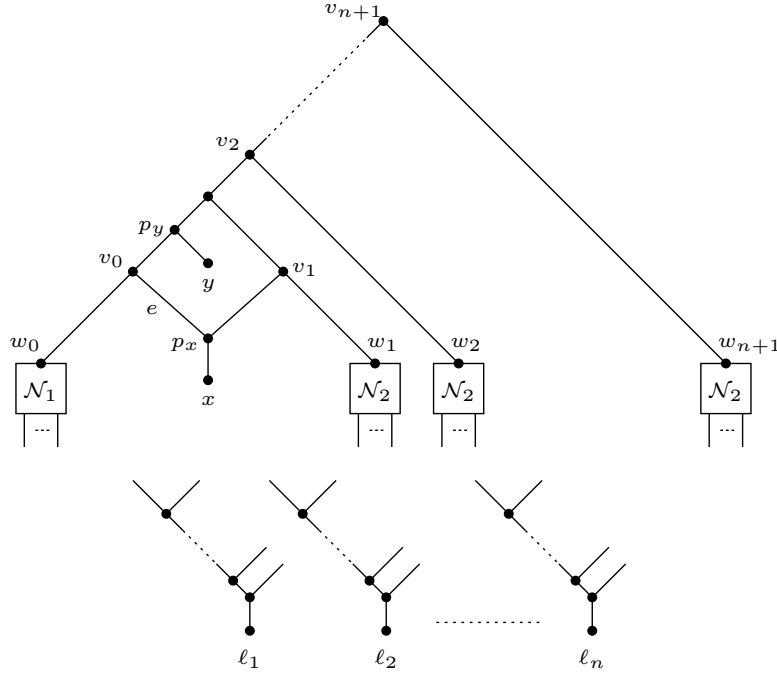 v_{n+1}
v_2
p_y
v_0 y v_1
e
w_0 p_x w_1 w_2 w_{n+1}
𝒩_1 x 𝒩_2 𝒩_2 𝒩_2
... ... ... ...
ℓ_1 ℓ_2 ℓ_n